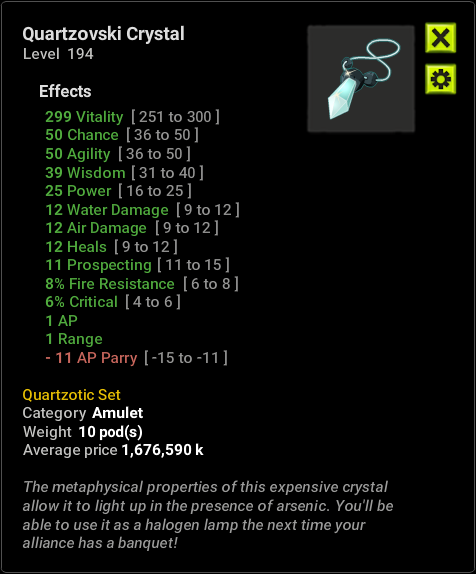 Quartzovski Crystal
Level 194
Effects
299 Vitality [ 251 to 300 ]
50 Chance [ 36 to 50 ]
50 Agility [ 36 to 50 ]
39 Wisdom [ 31 to 40 ]
25 Power [ 16 to 25 ]
12 Water Damage [ 9 to 12 ]
12 Air Damage [ 9 to 12 ]
12 Heals [ 9 to 12 ]
11 Prospecting [ 11 to 15 ]
8% Fire Resistance [ 6 to 8 ]
6% Critical [ 4 to 6 ]
1 AP
1 Range
- 11 AP Parry [ -15 to -11 ]
Quartzotic Set
Category Amulet
Weight 10 pod(s)
Average price 1,676,590 k
The metaphysical properties of this expensive crystal
allow it to light up in the presence of arsenic. You'll be
able to use it as a halogen lamp the next time your
alliance has a banquet!